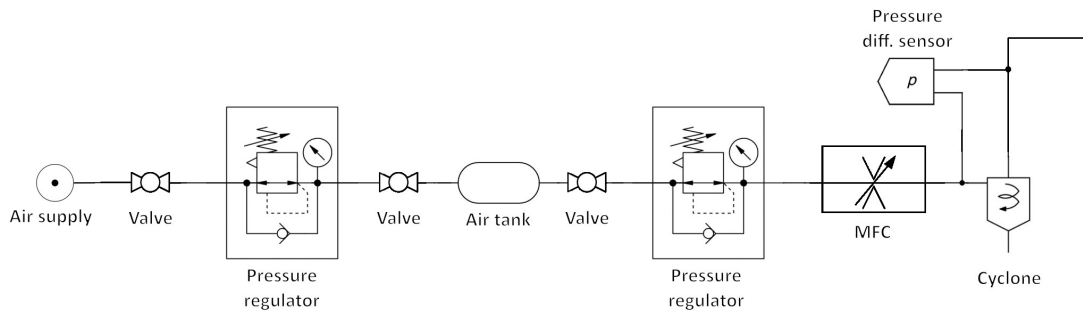 Pressure
diff. sensor
p
Air supply
Valve
Pressure
regulator
Valve
Air tank
Valve
Pressure
regulator
MFC
Cyclone